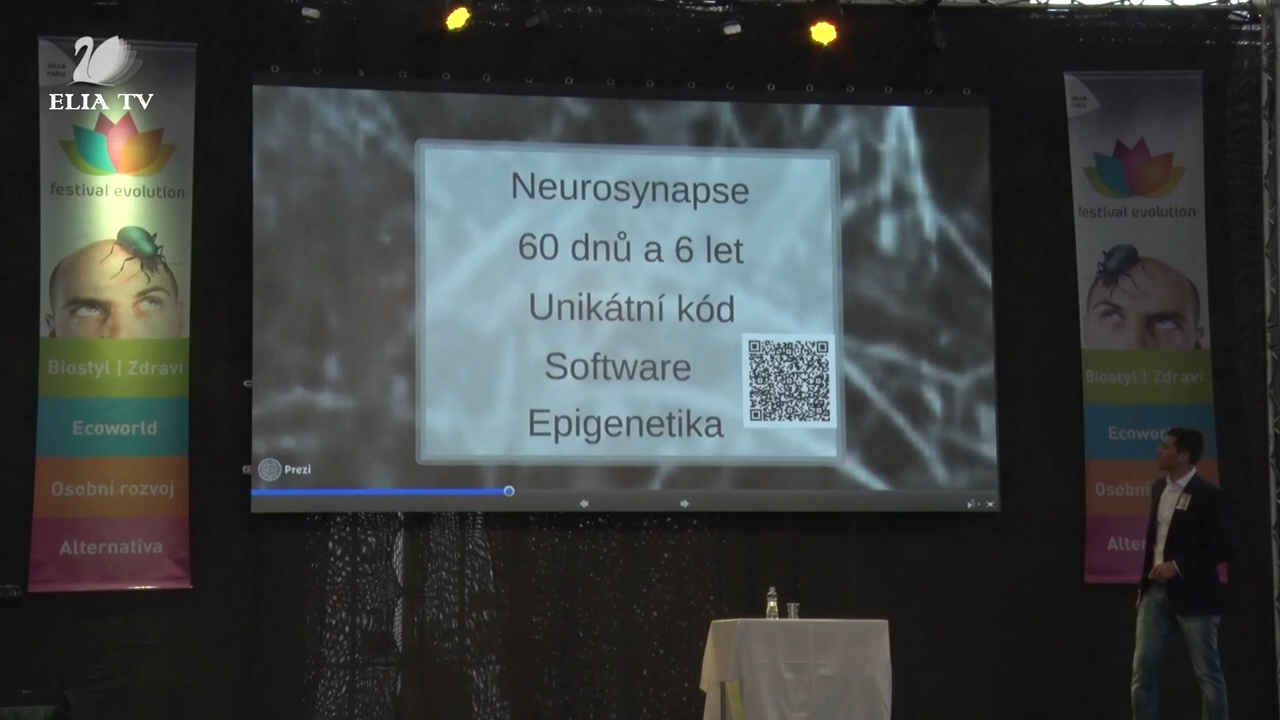 ELIA TV
festival evolution
Biostyl | Zdraví
Ecoworld
Osobní rozvoj
Alternativa
Neurosynapse
60 dnů a 6 let
Unikátní kód
Software
Epigenetika
Prezi
festival evolution
Biostyl | Zdraví